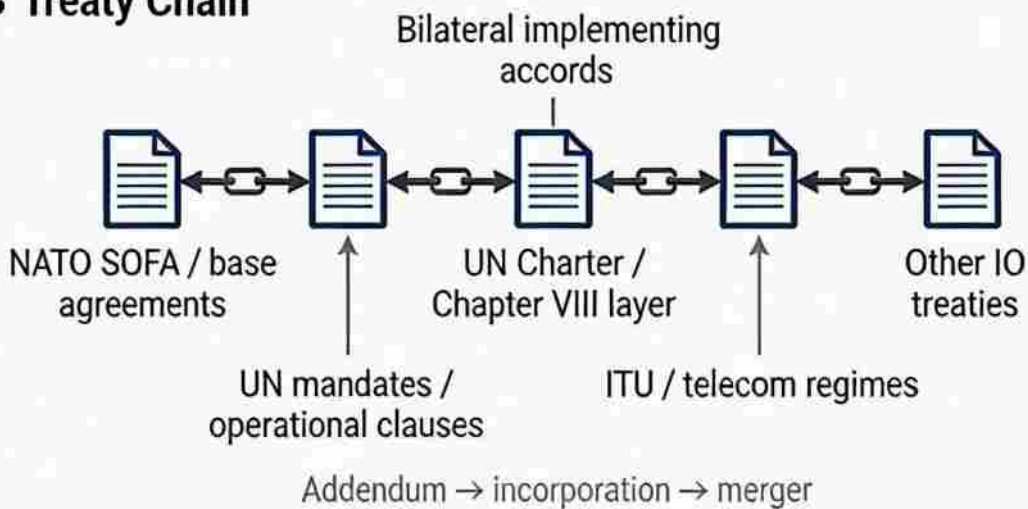 Treaty Chain
Bilateral implementing
accords
NATO SOFA / base
agreements
UN Charter /
Chapter VIII layer
Other IO
treaties
UN mandates /
operational clauses
ITU / telecom regimes
Addendum → incorporation → merger